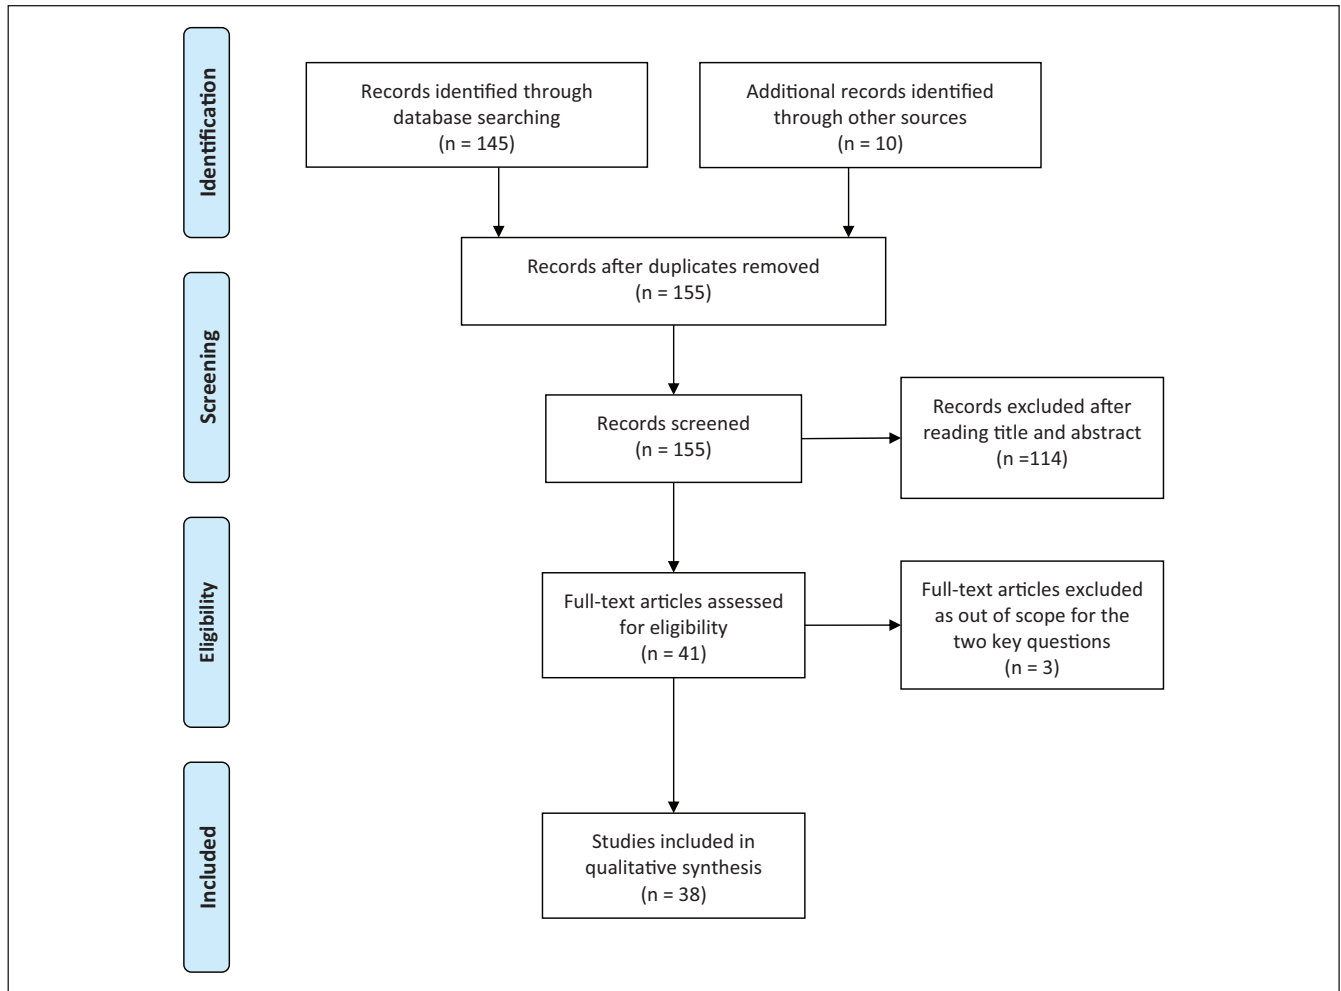 Identification
Records identified through
database searching
(n = 145)
Additional records identified
through other sources
(n = 10)
Records after duplicates removed
(n = 155)
Screening
Records screened
(n = 155)
Records excluded after
reading title and abstract
(n =114)
Eligibility
Full-text articles assessed
for eligibility
(n = 41)
Full-text articles excluded
as out of scope for the
two key questions
(n = 3)
Included
Studies included in
qualitative synthesis
(n = 38)